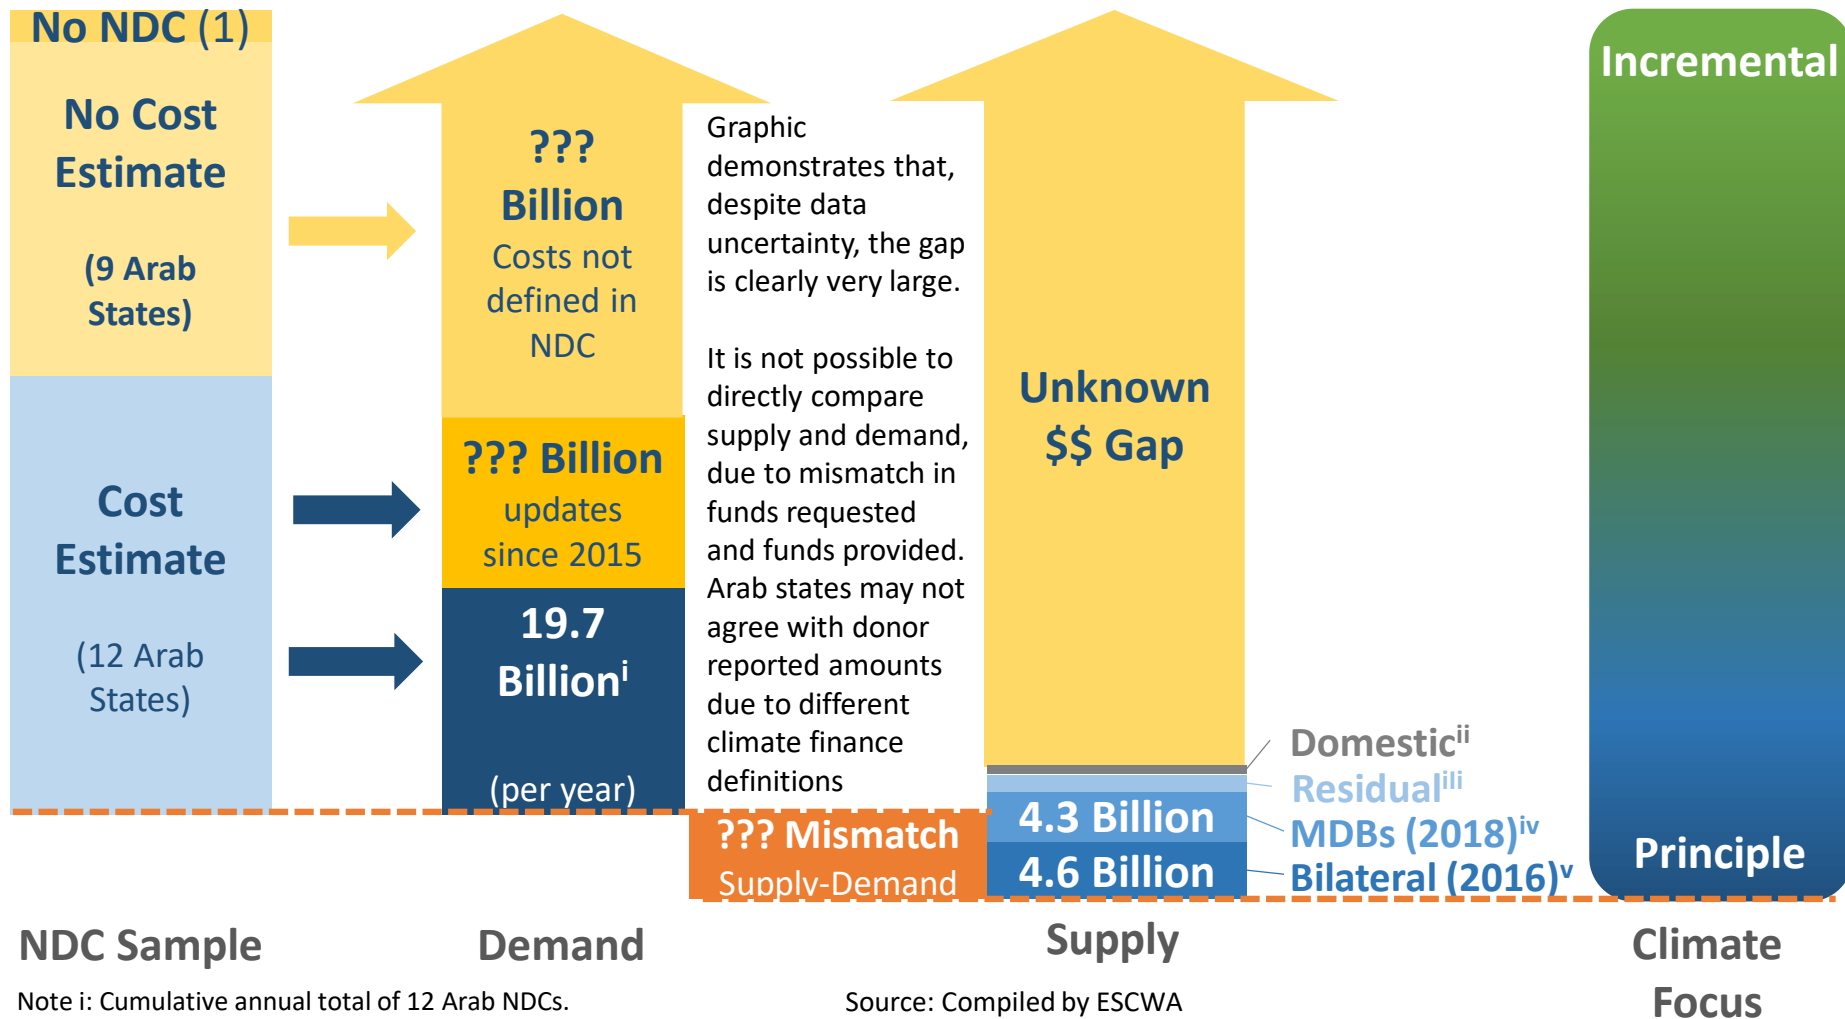 No NDC (1)
No Cost
Estimate
(9 Arab
States)
Cost
Estimate
(12 Arab
States)
???
Billion
Costs not
defined in
NDC
??? Billion
updates
since 2015
19.7
Billionⁱ
(per year)
Graphic
demonstrates that,
despite data
uncertainty, the gap
is clearly very large.
It is not possible to
directly compare
supply and demand,
due to mismatch in
funds requested
and funds provided.
Arab states may not
agree with donor
reported amounts
due to different
climate finance
definitions
??? Mismatch
Supply-Demand
Unknown
$$ Gap
4.3 Billion
4.6 Billion
Domesticⁱⁱ
Residualⁱˡⁱ
MDBs (2018)ⁱᵛ
Bilateral (2016)ᵛ
Incremental
Principle
NDC Sample
Demand
Supply
Climate
Focus
Note i: Cumulative annual total of 12 Arab NDCs.
Source: Compiled by ESCWA